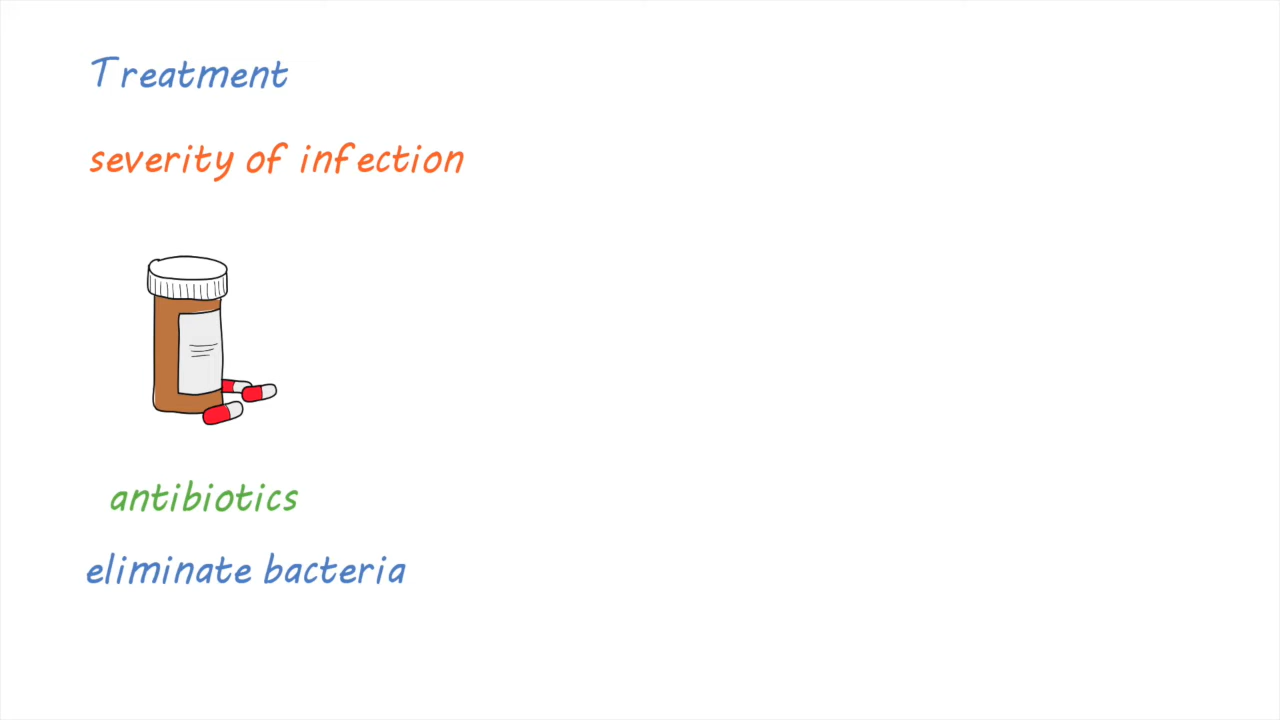 Treatment
severity of infection
antibiotics
eliminate bacteria